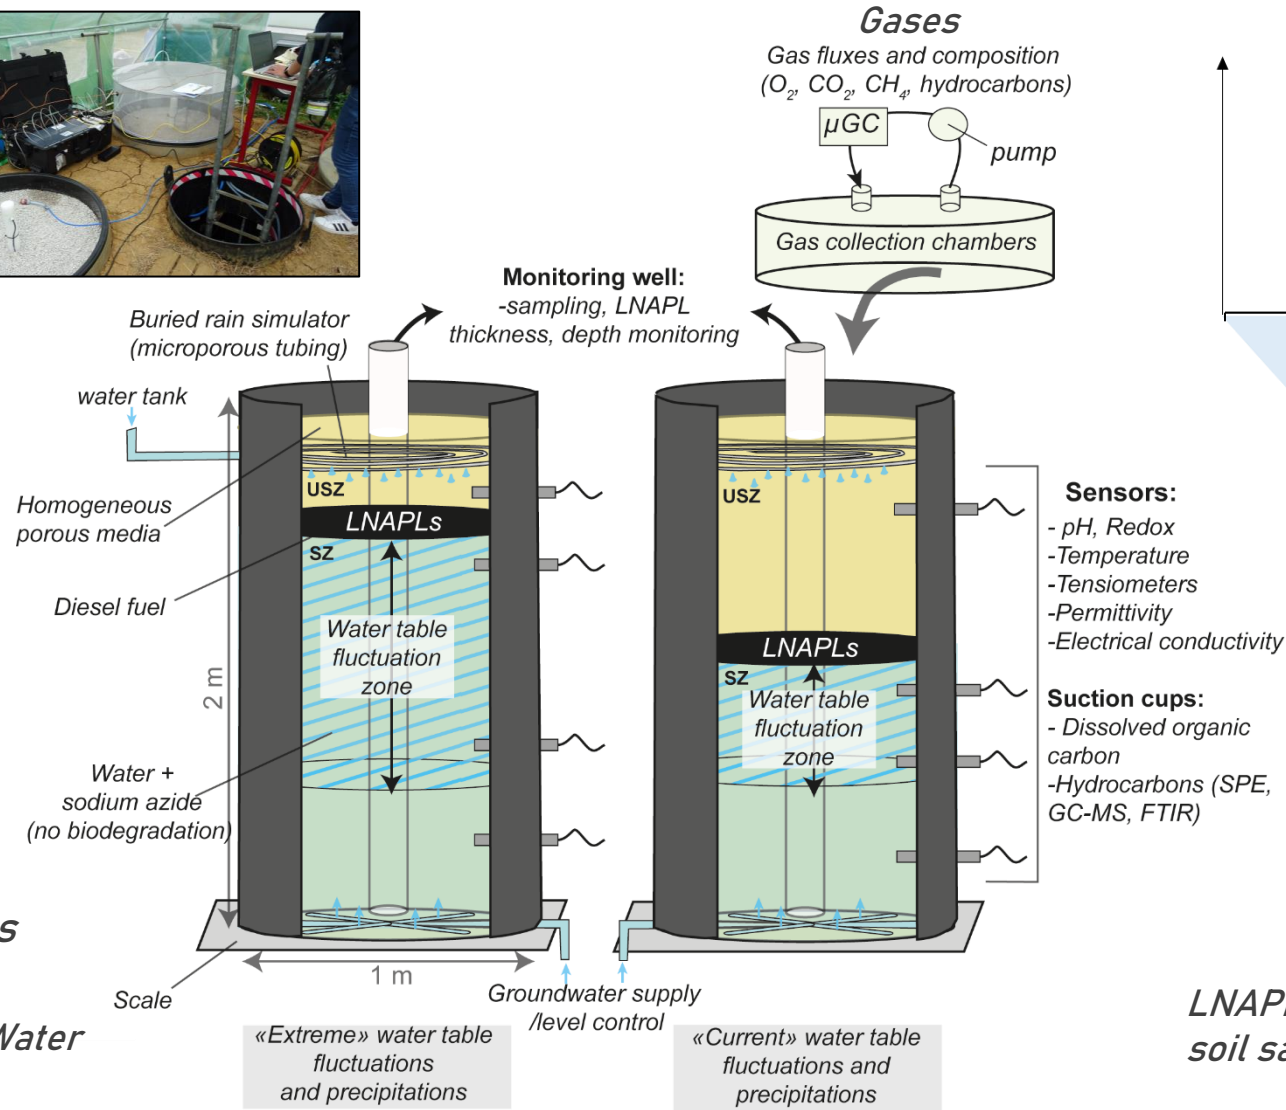 Gases
Gas fluxes and composition
(O₂, CO₂, CH₄, hydrocarbons)
µGC
pump
Gas collection chambers
Monitoring well:
-sampling, LNAPL
thickness, depth monitoring
Buried rain simulator
(microporous tubing)
water tank
Homogeneous
porous media
Diesel fuel
Water +
sodium azide
(no biodegradation)
Scale
2 m
1 m
USZ
LNAPLs
SZ
Water table
fluctuation
zone
USZ
LNAPLs
SZ
Water table
fluctuation
zone
Sensors:
- pH, Redox
-Temperature
-Tensiometers
-Permittivity
-Electrical conductivity
Suction cups:
- Dissolved organic
carbon
-Hydrocarbons (SPE,
GC-MS, FTIR)
Groundwater supply
/level control
«Extreme» water table
fluctuations
and precipitations
«Current» water table
fluctuations and
precipitations
s
Water
LNAP
soil sa